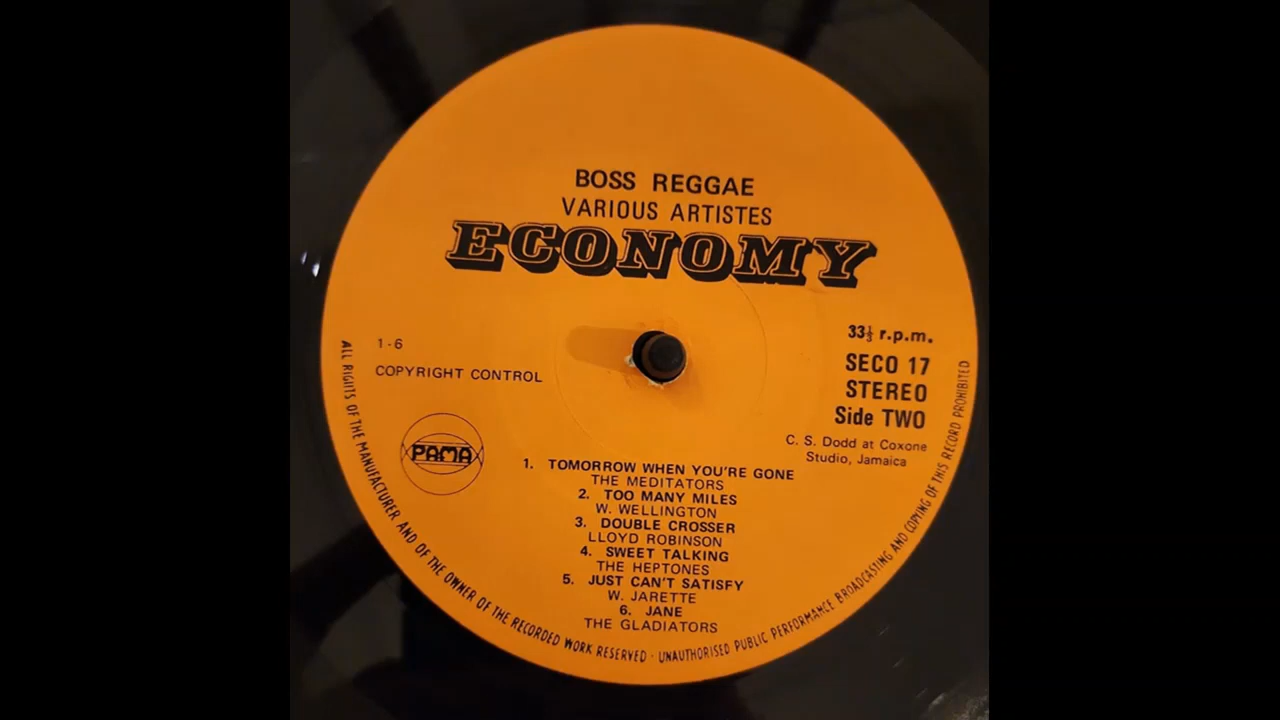 BOSS REGGAE
VARIOUS ARTISTES
ECONOMY
33⅓ r.p.m.
SECO 17
STEREO
Side TWO
C. S. Dodd at Coxone
Studio, Jamaica
1-6
COPYRIGHT CONTROL
PAMA
1. TOMORROW WHEN YOU'RE GONE
THE MEDITATORS
2. TOO MANY MILES
W. WELLINGTON
3. DOUBLE CROSSER
LLOYD ROBINSON
4. SWEET TALKING
THE HEPTONES
5. JUST CAN'T SATISFY
W. JARETTE
6. JANE
THE GLADIATORS
ALL RIGHTS OF THE MANUFACTURER AND OF THE OWNER OF THE RECORDED WORK RESERVED · UNAUTHORISED PUBLIC PERFORMANCE BROADCASTING AND COPYING OF THIS RECORD PROHIBITED